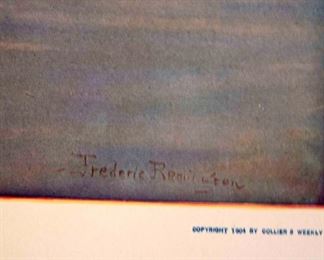 Frederic Remington
COPYRIGHT 1904 BY COLLIER'S WEEKLY